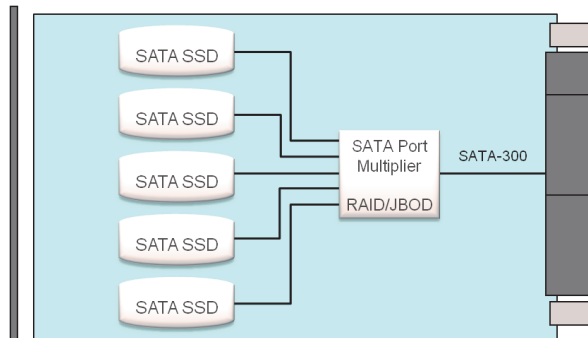 SATA SSD
SATA SSD
SATA SSD
SATA SSD
SATA SSD
SATA Port
Multiplier
RAID/JBOD
SATA-300